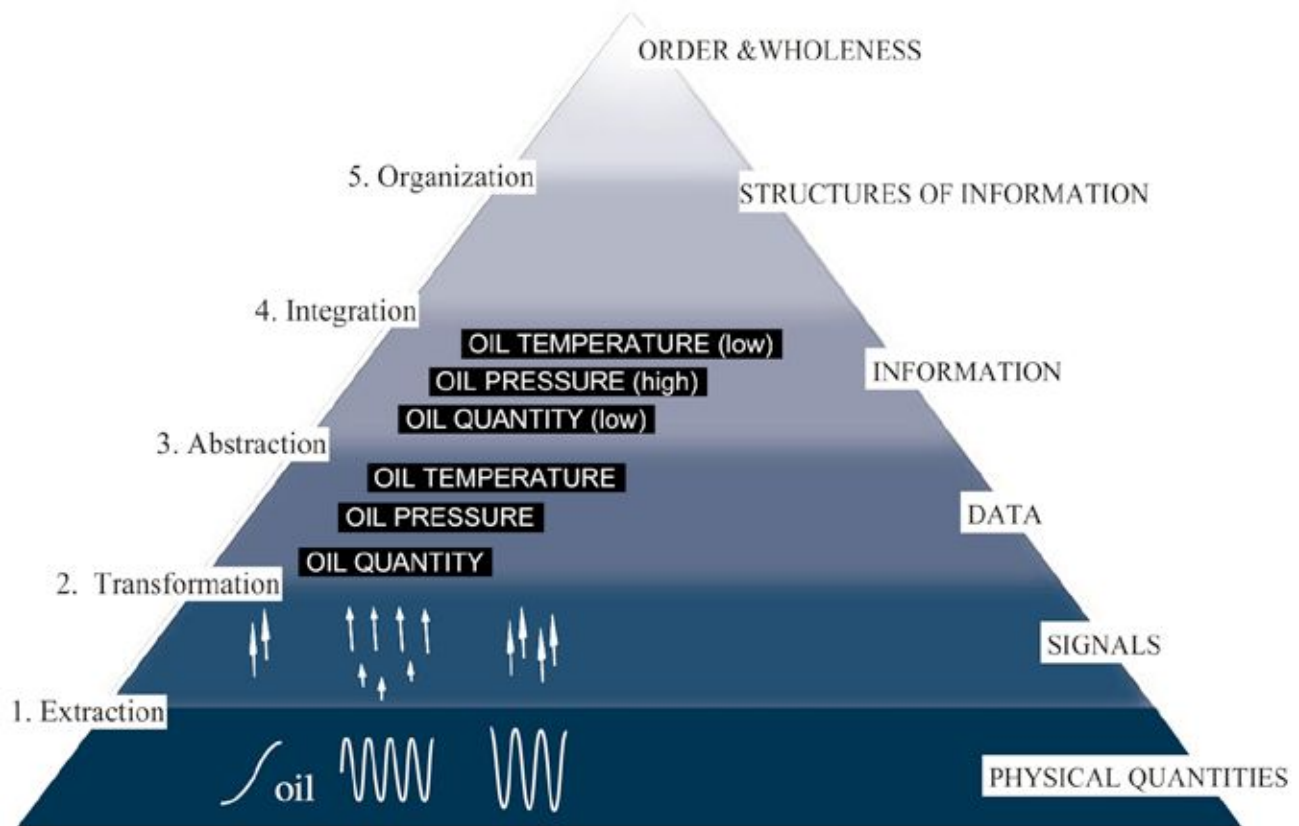 ORDER &WHOLENESS
5. Organization
STRUCTURES OF INFORMATION
4. Integration
OIL TEMPERATURE (low)
INFORMATION
OIL PRESSURE (high)
OIL QUANTITY (low)
3. Abstraction
OIL TEMPERATURE
OIL PRESSURE
DATA
OIL QUANTITY
2. Transformation
SIGNALS
1. Extraction
oil
PHYSICAL QUANTITIES